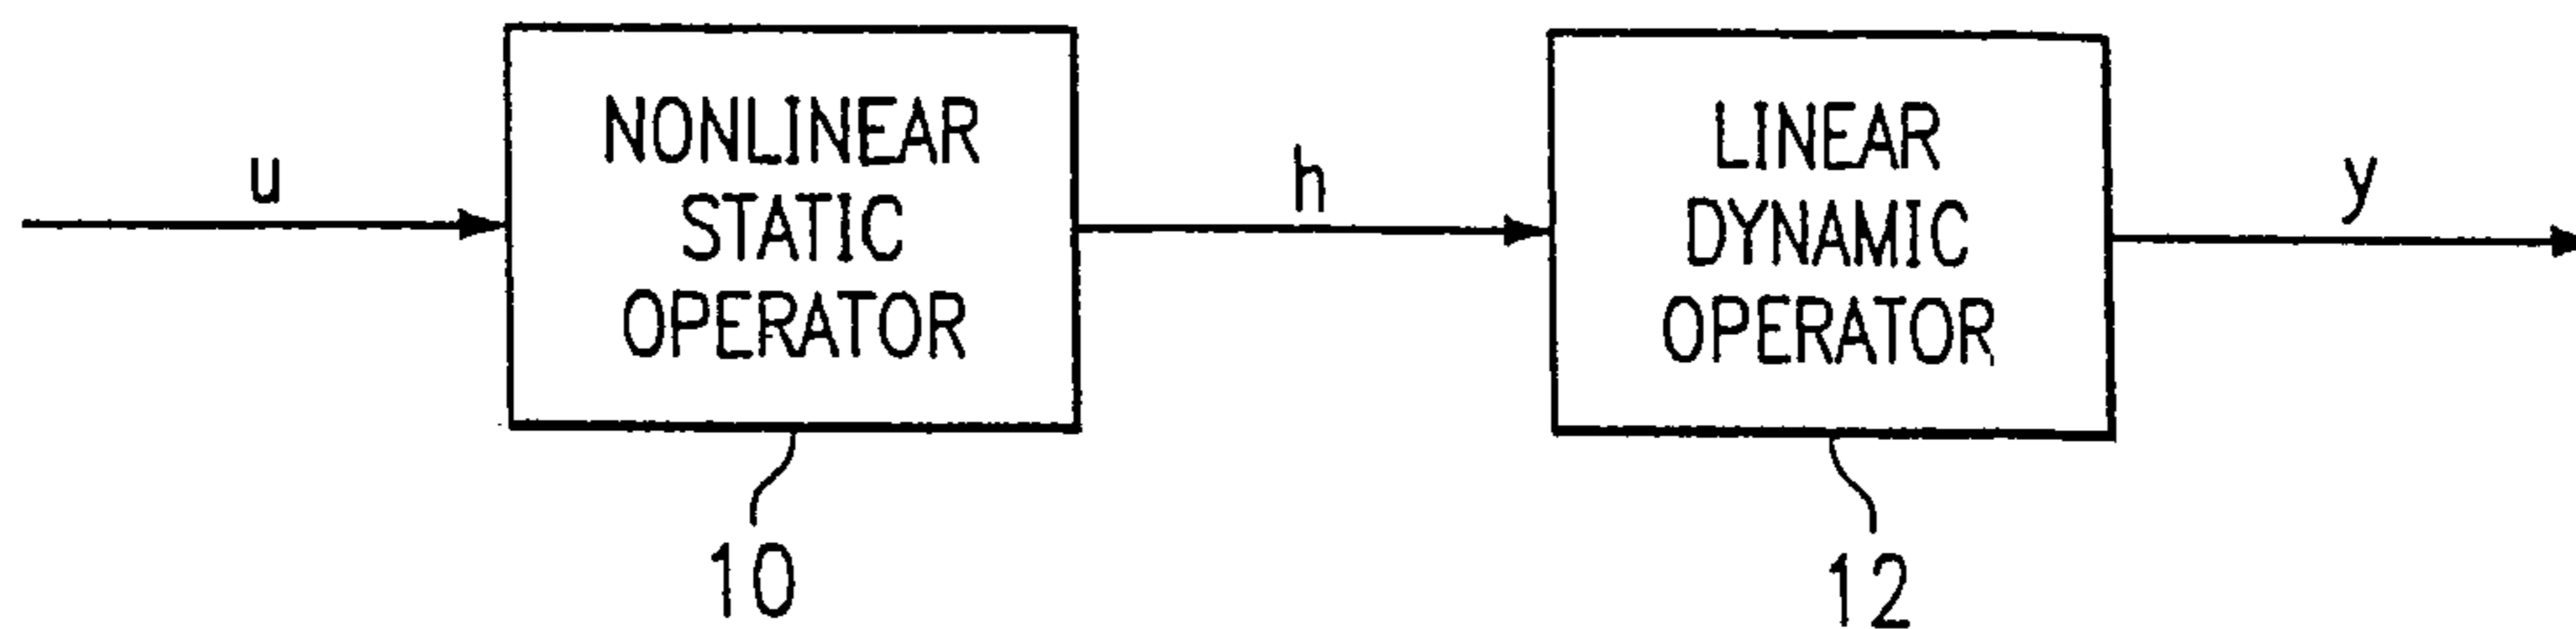 u
NONLINEAR
STATIC
OPERATOR
h
LINEAR
DYNAMIC
OPERATOR
y
10
12